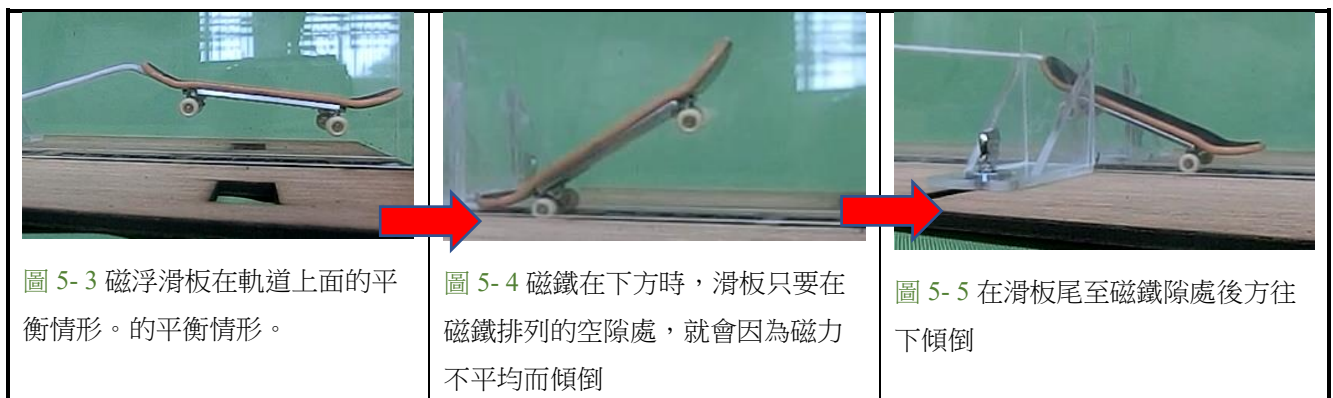 圖 5- 3 磁浮滑板在軌道上面的平
衡情形。的平衡情形。
圖 5- 4 磁鐵在下方時，滑板只要在
磁鐵排列的空隙處，就會因為磁力
不平均而傾倒
圖 5- 5 在滑板尾至磁鐵隙處後方往
下傾倒